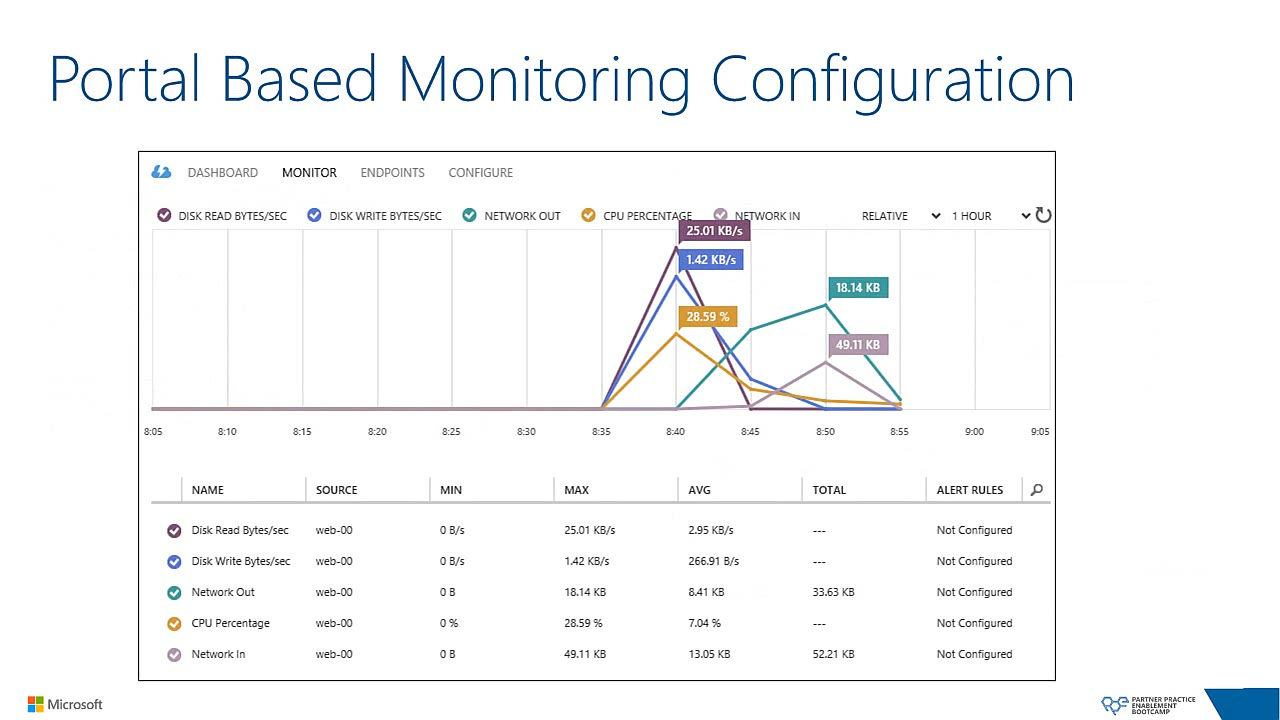 Portal Based Monitoring Configuration
DASHBOARD MONITOR ENDPOINTS CONFIGURE
DISK READ BYTES/SEC DISK WRITE BYTES/SEC NETWORK OUT CPU PERCENTAGE NETWORK IN RELATIVE 1 HOUR
25.01 KB/s
1.42 KB/s
18.14 KB
28.59 %
49.11 KB
8:05 8:10 8:15 8:20 8:25 8:30 8:35 8:40 8:45 8:50 8:55 9:00 9:05
NAME SOURCE MIN MAX AVG TOTAL ALERT RULES
Disk Read Bytes/sec web-00 0 B/s 25.01 KB/s 2.95 KB/s --- Not Configured
Disk Write Bytes/sec web-00 0 B/s 1.42 KB/s 266.91 B/s --- Not Configured
Network Out web-00 0 B 18.14 KB 8.41 KB 33.63 KB Not Configured
CPU Percentage web-00 0 % 28.59 % 7.04 % --- Not Configured
Network In web-00 0 B 49.11 KB 13.05 KB 52.21 KB Not Configured
Microsoft
PARTNER PRACTICE
ENABLEMENT
BOOTCAMP